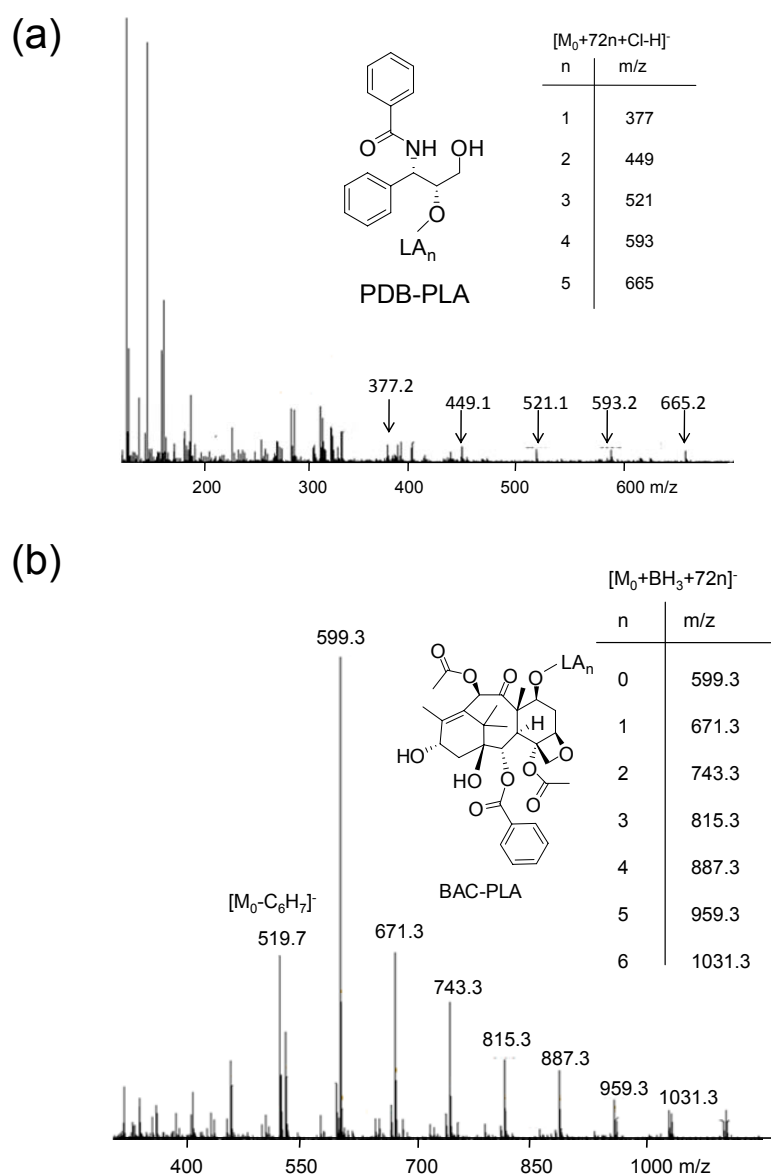 (a)
[M₀+72n+Cl-H]⁻
n m/z
1 377
2 449
3 521
4 593
5 665
O
NH
OH
O
LAₙ
PDB-PLA
377.2
449.1
521.1
593.2
665.2
200 300 400 500 600 m/z
(b)
[M₀+BH₃+72n]⁻
n m/z
0 599.3
1 671.3
2 743.3
3 815.3
4 887.3
5 959.3
6 1031.3
599.3
O
O
O
O
LAₙ
H
HO
HO
O
O
O
O
O
BAC-PLA
[M₀-C₆H₇]⁻
519.7
671.3
743.3
815.3
887.3
959.3
1031.3
400 550 700 850 1000 m/z